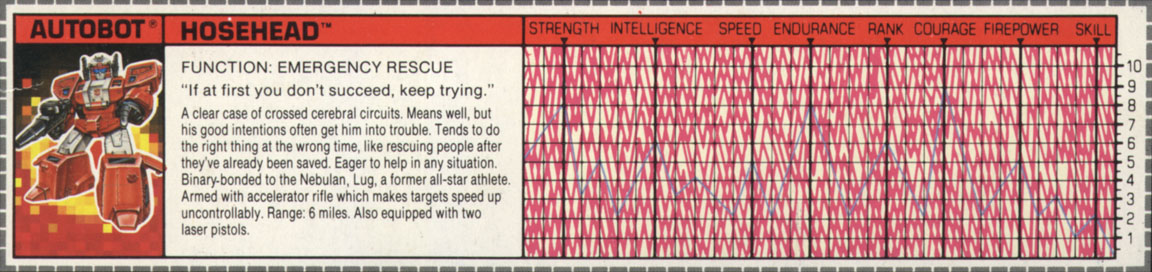 AUTOBOT®
HOSEHEAD™
FUNCTION: EMERGENCY RESCUE
"If at first you don't succeed, keep trying."
A clear case of crossed cerebral circuits. Means well, but
his good intentions often get him into trouble. Tends to do
the right thing at the wrong time, like rescuing people after
they've already been saved. Eager to help in any situation.
Binary-bonded to the Nebulan, Lug, a former all-star athlete.
Armed with accelerator rifle which makes targets speed up
uncontrollably. Range: 6 miles. Also equipped with two
laser pistols.
STRENGTH INTELLIGENCE SPEED ENDURANCE RANK COURAGE FIREPOWER SKILL
10
9
8
7
6
5
4
3
2
1